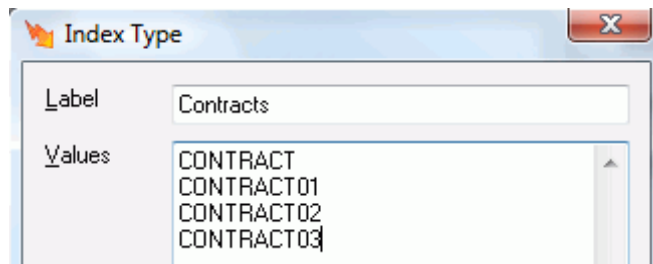 Index Type
Label Contracts
Values CONTRACT
CONTRACT01
CONTRACT02
CONTRACT03